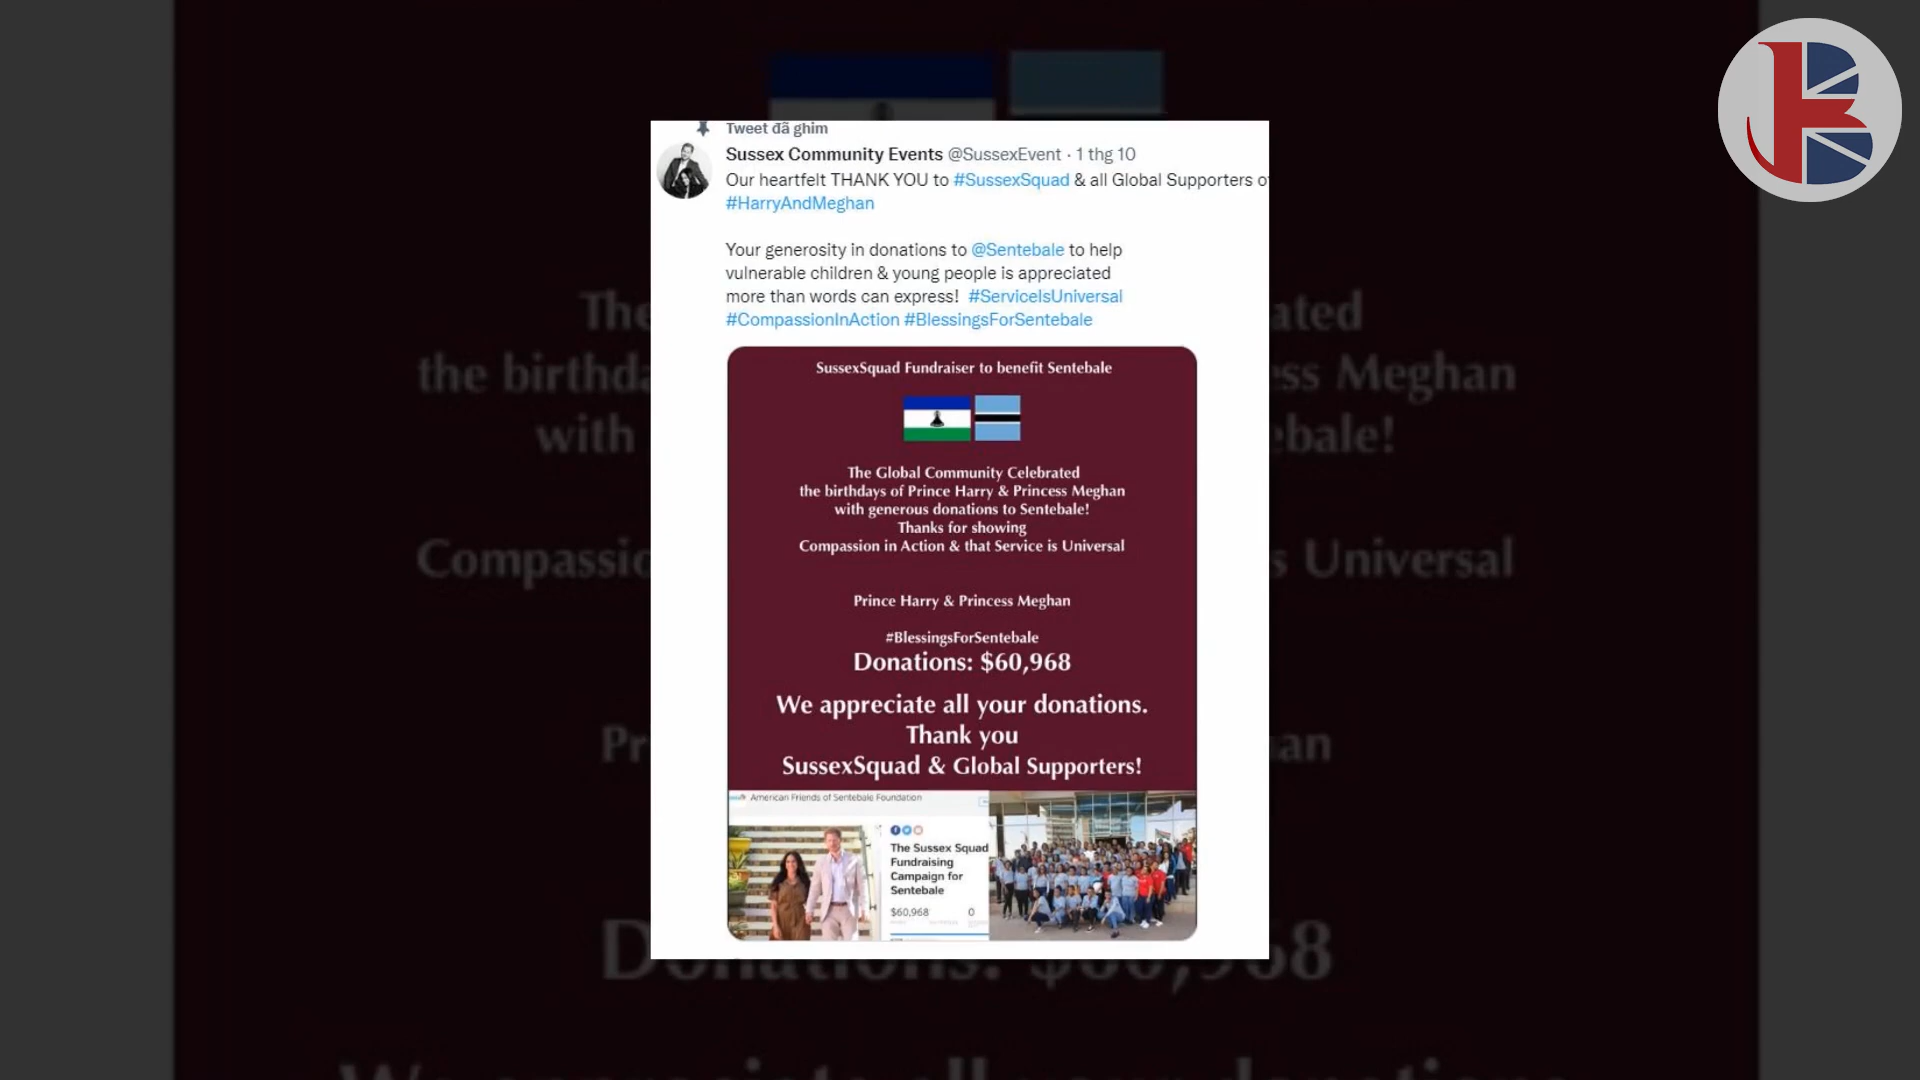 Tweet đã ghim
Sussex Community Events @SussexEvent · 1 thg 10
Our heartfelt THANK YOU to #SussexSquad & all Global Supporters of
#HarryAndMeghan
Your generosity in donations to @Sentebale to help
vulnerable children & young people is appreciated
more than words can express! #ServiceIsUniversal
#CompassionInAction #BlessingsForSentebale
SussexSquad Fundraiser to benefit Sentebale
The Global Community Celebrated
the birthdays of Prince Harry & Princess Meghan
with generous donations to Sentebale!
Thanks for showing
Compassion in Action & that Service is Universal
Prince Harry & Princess Meghan
#BlessingsForSentebale
Donations: $60,968
We appreciate all your donations.
Thank you
SussexSquad & Global Supporters!
American Friends of Sentebale Foundation
The Sussex Squad
Fundraising
Campaign for
Sentebale
$60,968 0